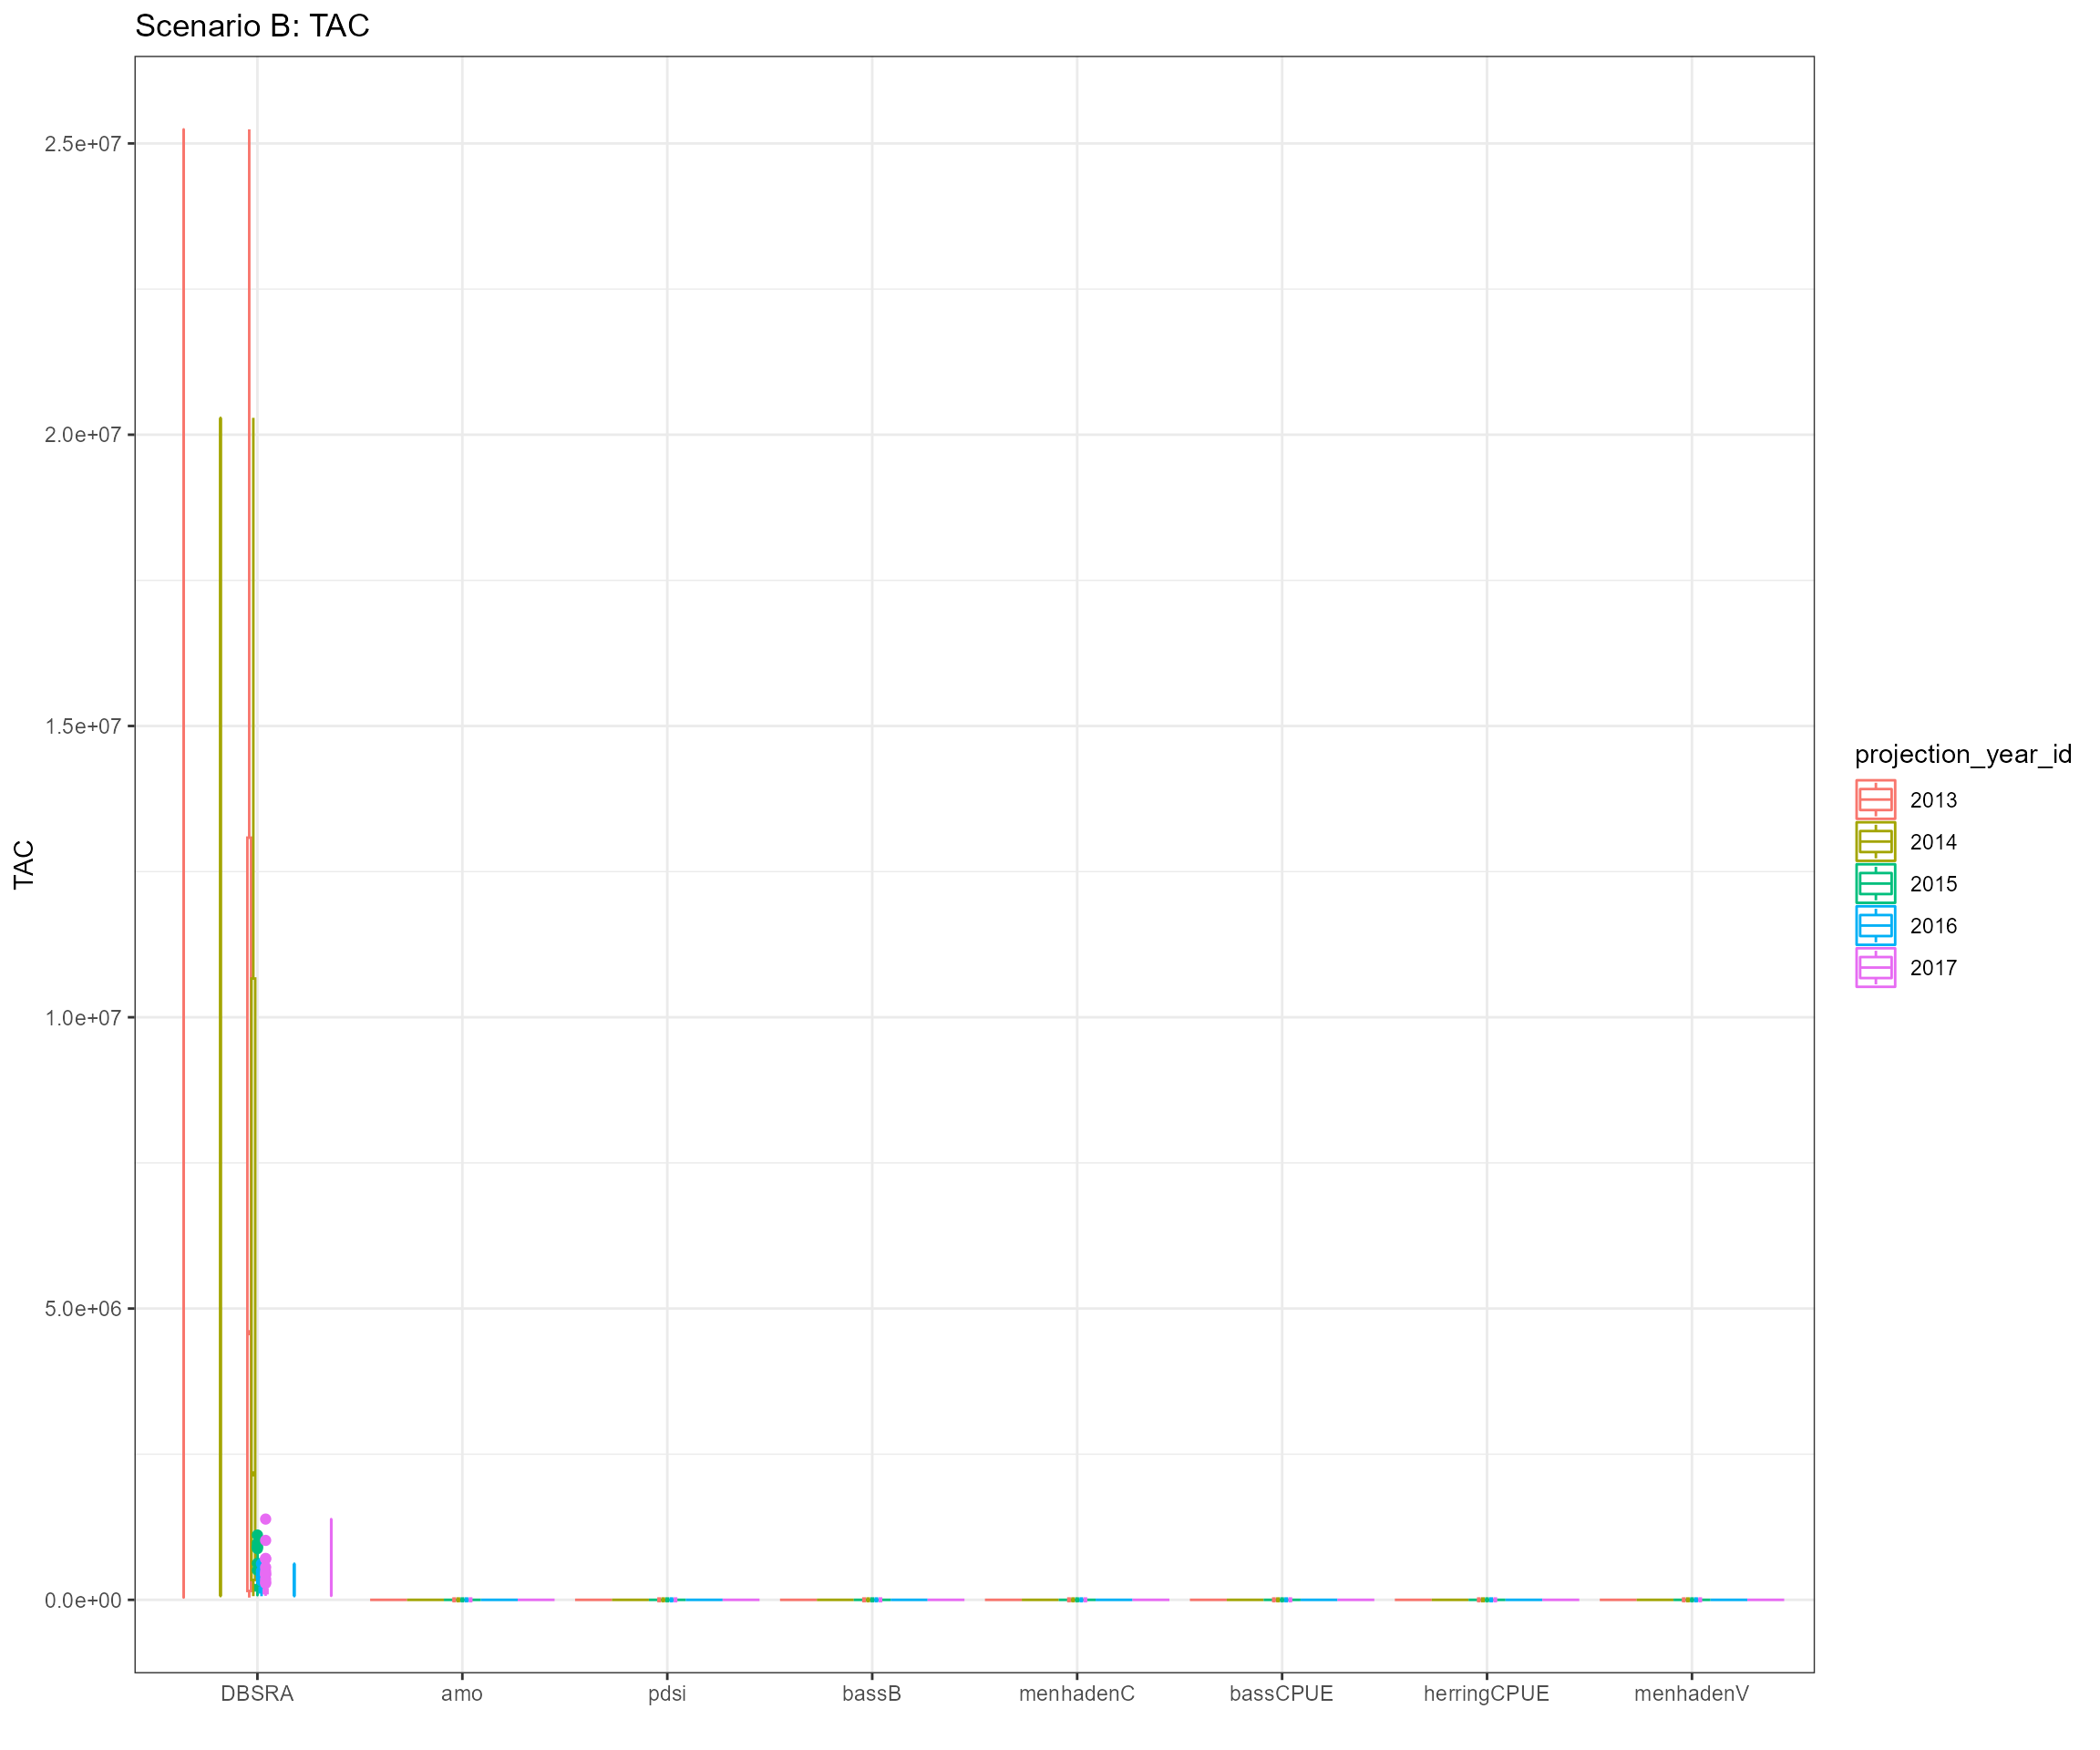 Scenario B: TAC
2.5e+07
2.0e+07
1.5e+07
1.0e+07
5.0e+06
0.0e+00
TAC
DBSRA amo pdsi bassB menhadenC bassCPUE herringCPUE menhadenV
projection_year_id
2013
2014
2015
2016
2017